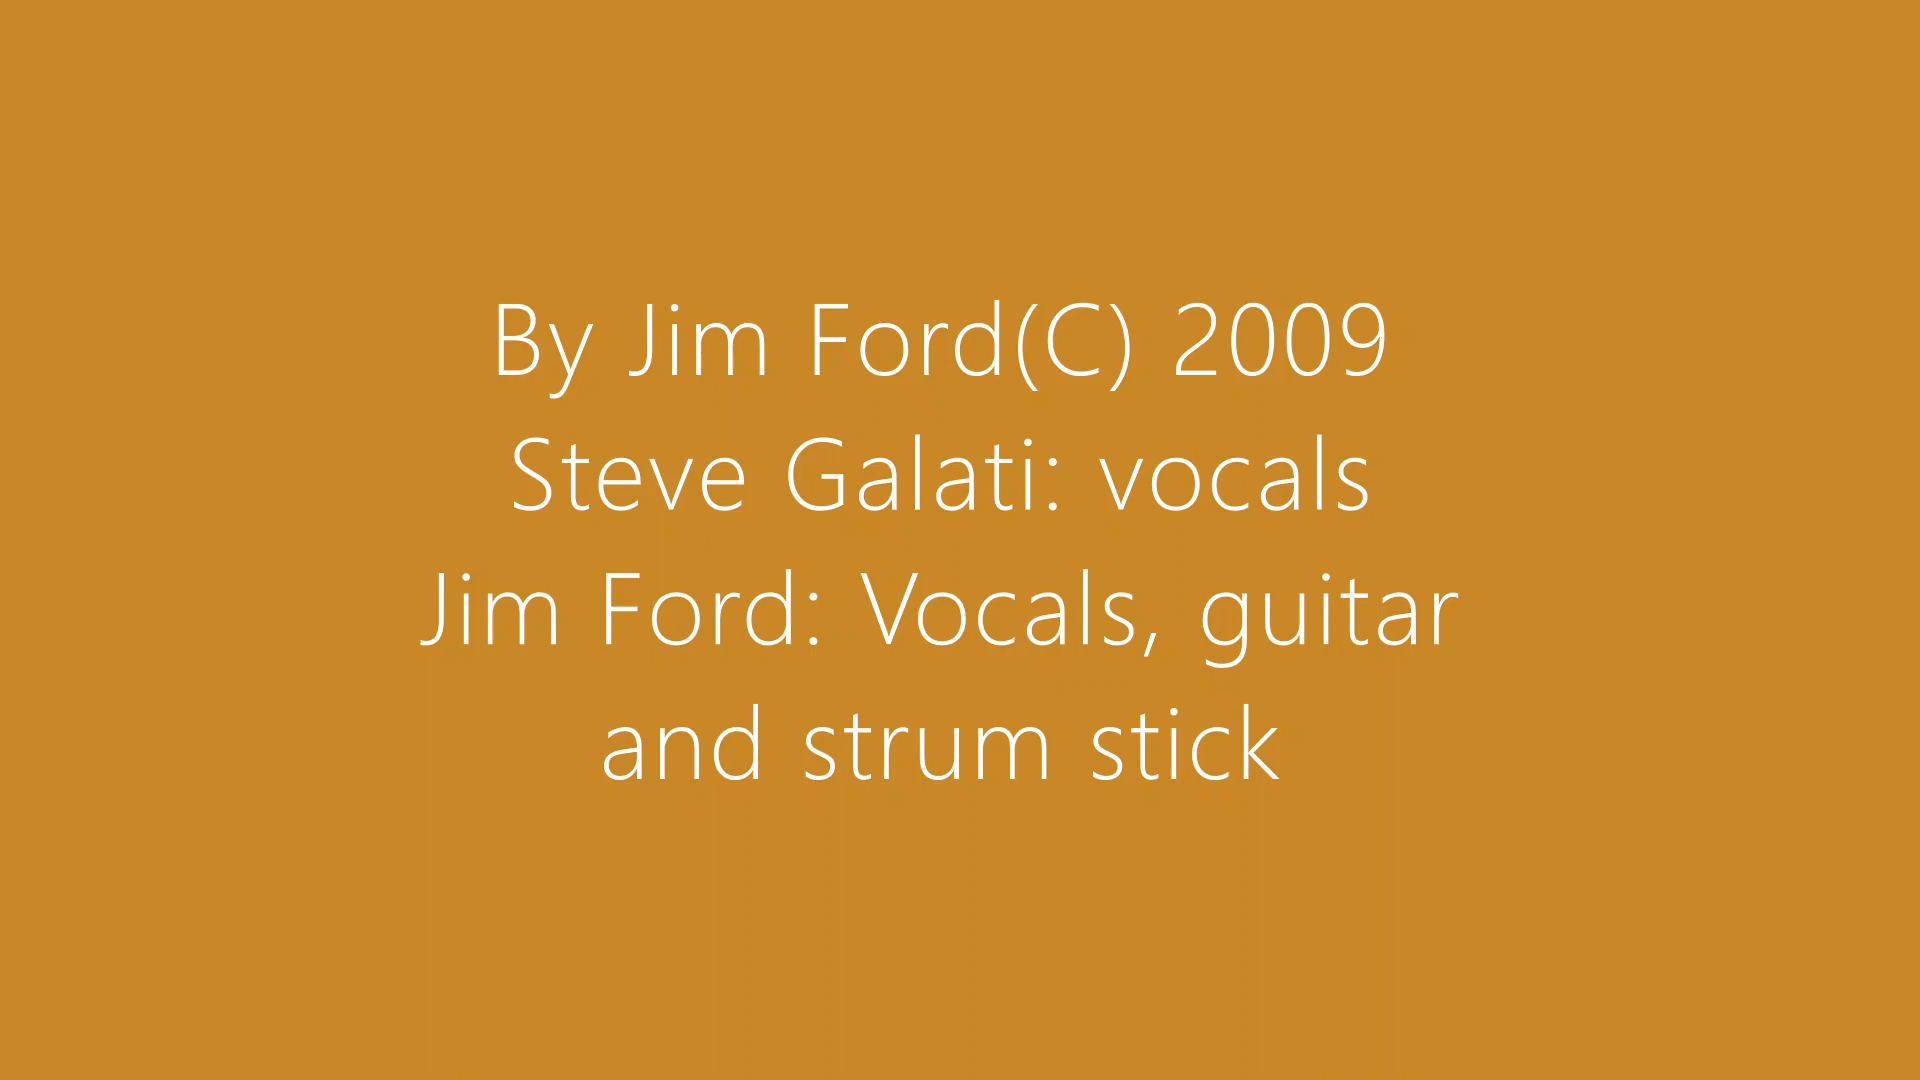 By Jim Ford(C) 2009
Steve Galati: vocals
Jim Ford: Vocals, guitar
and strum stick